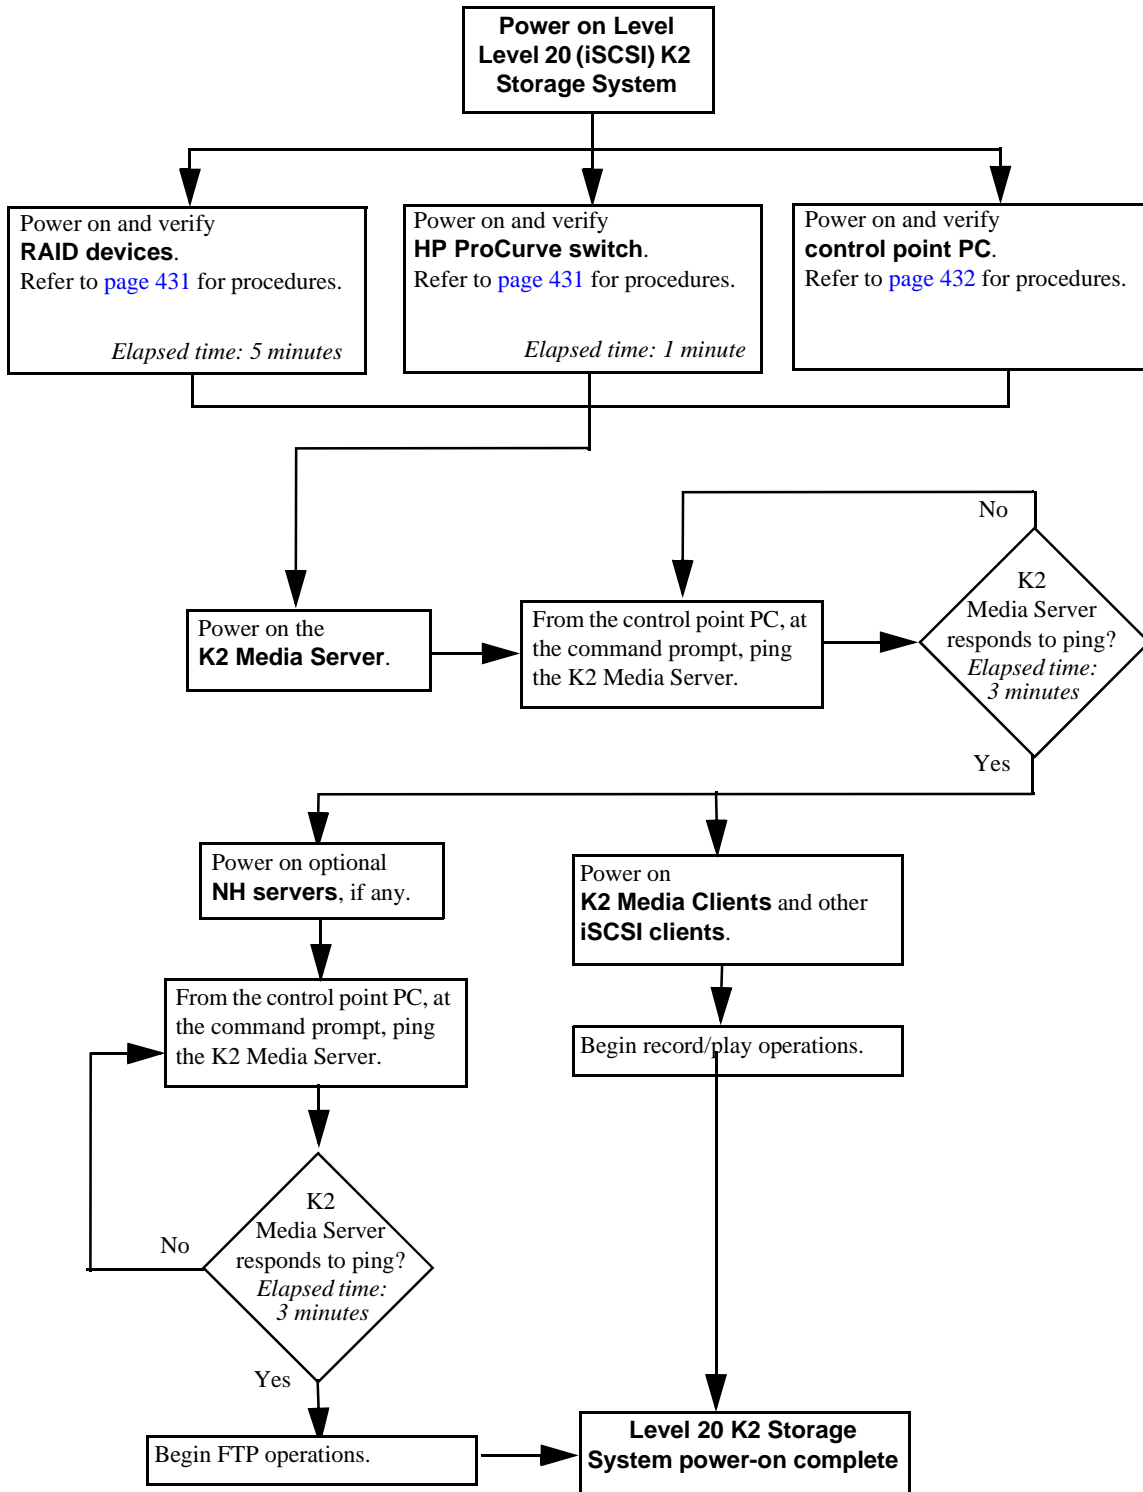 Power on Level
Level 20 (iSCSI) K2
Storage System
Power on and verify
RAID devices.
Refer to page 431 for procedures.
Elapsed time: 5 minutes
Power on and verify
HP ProCurve switch.
Refer to page 431 for procedures.
Elapsed time: 1 minute
Power on and verify
control point PC.
Refer to page 432 for procedures.
Power on the
K2 Media Server.
From the control point PC, at
the command prompt, ping
the K2 Media Server.
No
K2
Media Server
responds to ping?
Elapsed time:
3 minutes
Yes
Power on optional
NH servers, if any.
Power on
K2 Media Clients and other
iSCSI clients.
From the control point PC, at
the command prompt, ping
the K2 Media Server.
Begin record/play operations.
K2
Media Server
responds to ping?
Elapsed time:
3 minutes
No
Yes
Begin FTP operations.
Level 20 K2 Storage
System power-on complete